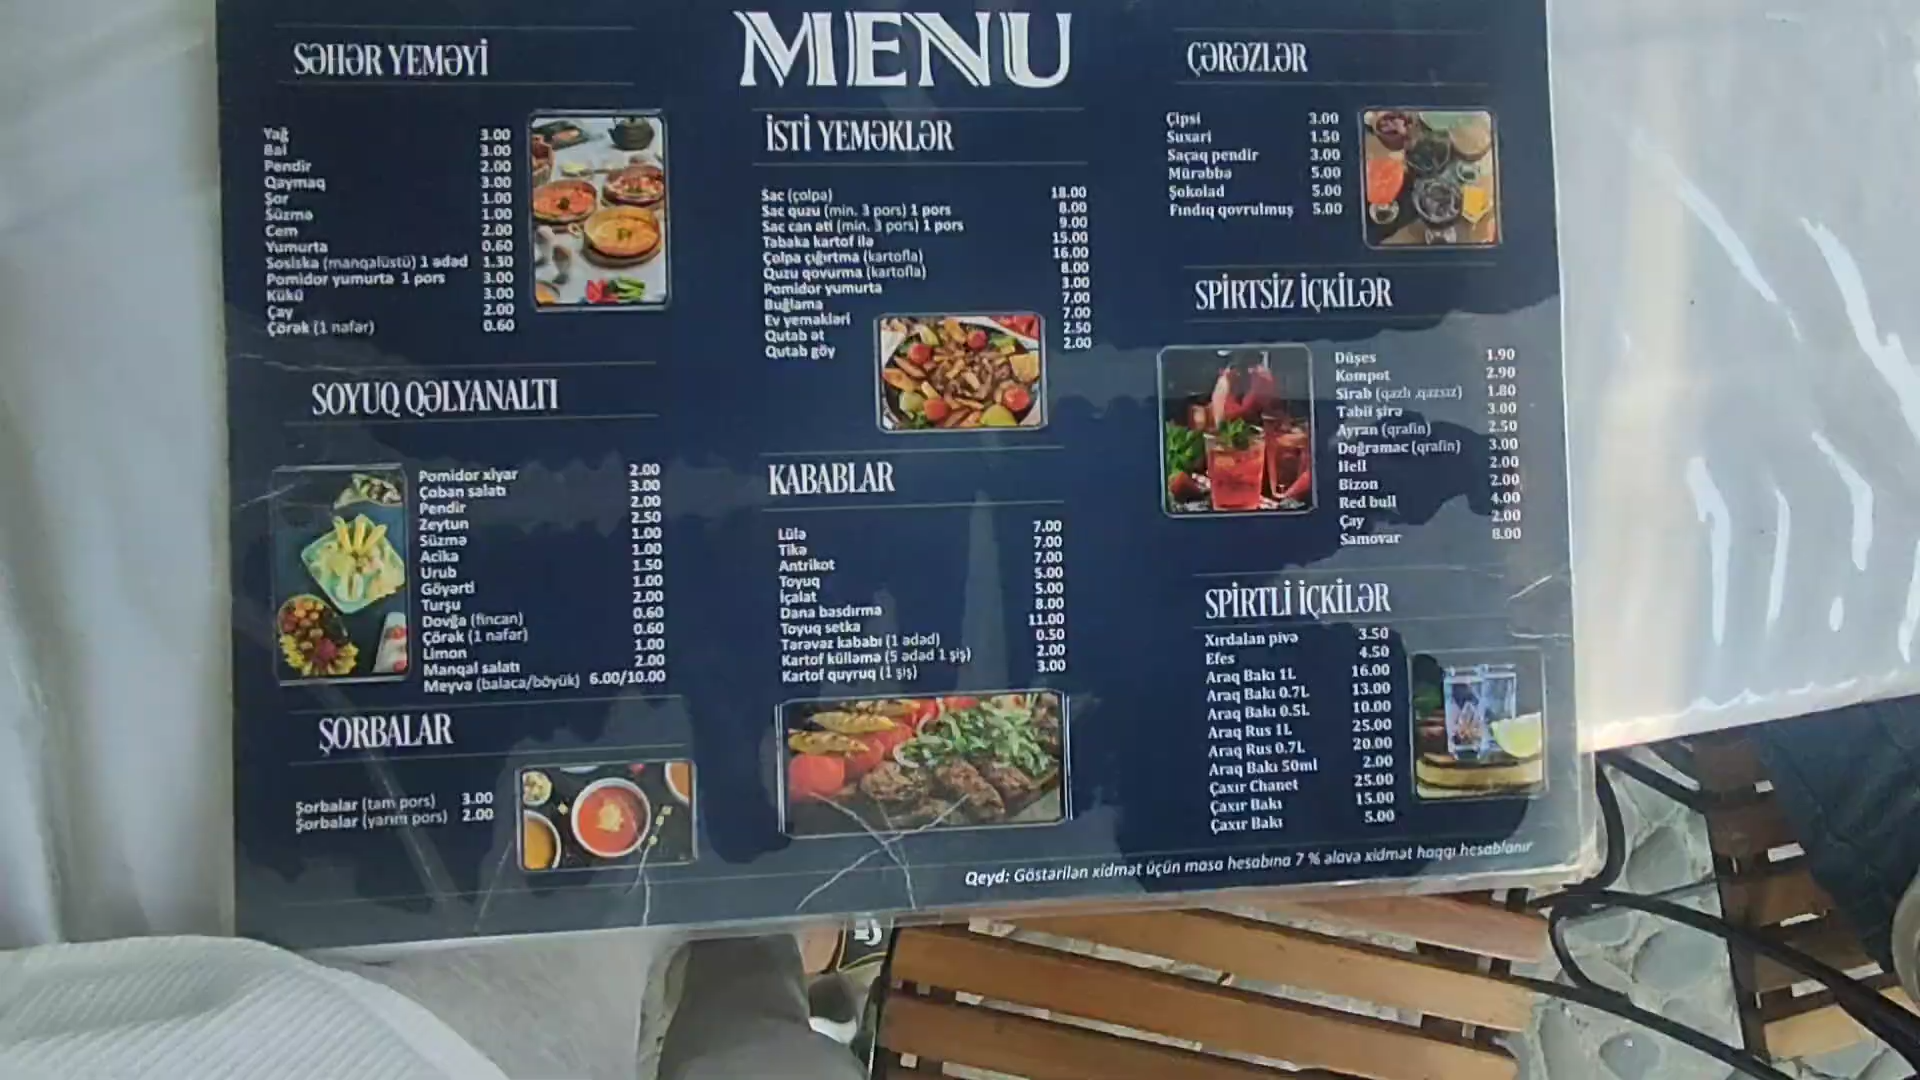 MENU
SƏHƏR YEMƏYİ
Yağ 3.00
Bal 3.00
Pendir 2.00
Qaymaq 3.00
Şor 1.00
Süzmə 1.00
Cem 2.00
Yumurta 0.60
Sosiska (manqalüstü) 1 ədəd 1.30
Pomidor yumurta 1 pors 3.00
Kükü 3.00
Çay 2.00
Çörək (1 nəfər) 0.60
SOYUQ QƏLYANALTI
Pomidor xiyar 2.00
Çoban salatı 3.00
Pendir 2.00
Zeytun 2.50
Süzmə 1.00
Acika 1.00
Urub 1.50
Göyərti 1.00
Turşu 2.00
Dovğa (fincan) 0.60
Çörək (1 nəfər) 0.60
Limon 1.00
Manqal salatı 2.00
Meyvə (balaca/böyük) 6.00/10.00
ŞORBALAR
Şorbalar (tam pors) 3.00
Şorbalar (yarım pors) 2.00
İSTİ YEMƏKLƏR
Sac (çolpa) 18.00
Sac quzu (min. 3 pors) 1 pors 8.00
Sac can əti (min. 3 pors) 1 pors 9.00
Tabaka kartof ilə 15.00
Çolpa çığırtma (kartofla) 16.00
Quzu qovurma (kartofla) 8.00
Pomidor yumurta 3.00
Buğlama 7.00
Ev yeməkləri 7.00
Qutab ət 2.50
Qutab göy 2.00
KABABLAR
Lülə 7.00
Tikə 7.00
Antrikot 7.00
Toyuq 5.00
İçalat 5.00
Dana basdırma 8.00
Toyuq setka 11.00
Tərəvəz kababı (1 ədəd) 0.50
Kartof külləmə (5 ədəd 1 şiş) 2.00
Kartof quyruq (1 şiş) 3.00
ÇƏRƏZLƏR
Çipsi 3.00
Suxari 1.50
Saçaq pendir 3.00
Mürəbbə 5.00
Şokolad 5.00
Fındıq qovrulmuş 5.00
SPİRTSİZ İÇKİLƏR
Düşes 1.90
Kompot 2.90
Sirab (qazlı ,qazsız) 1.80
Təbii şirə 3.00
Ayran (qrafin) 2.50
Doğramac (qrafin) 3.00
Hell 2.00
Bizon 2.00
Red bull 4.00
Çay 2.00
Samovar 8.00
SPİRTLİ İÇKİLƏR
Xırdalan pivə 3.50
Efes 4.50
Araq Bakı 1L 16.00
Araq Bakı 0.7L 13.00
Araq Bakı 0.5L 10.00
Araq Rus 1L 25.00
Araq Rus 0.7L 20.00
Araq Bakı 50ml 2.00
Çaxır Chanet 25.00
Çaxır Bakı 15.00
Çaxır Bakı 5.00
Qeyd: Göstərilən xidmət üçün masa hesabına 7 % əlavə xidmət haqqı hesablanır